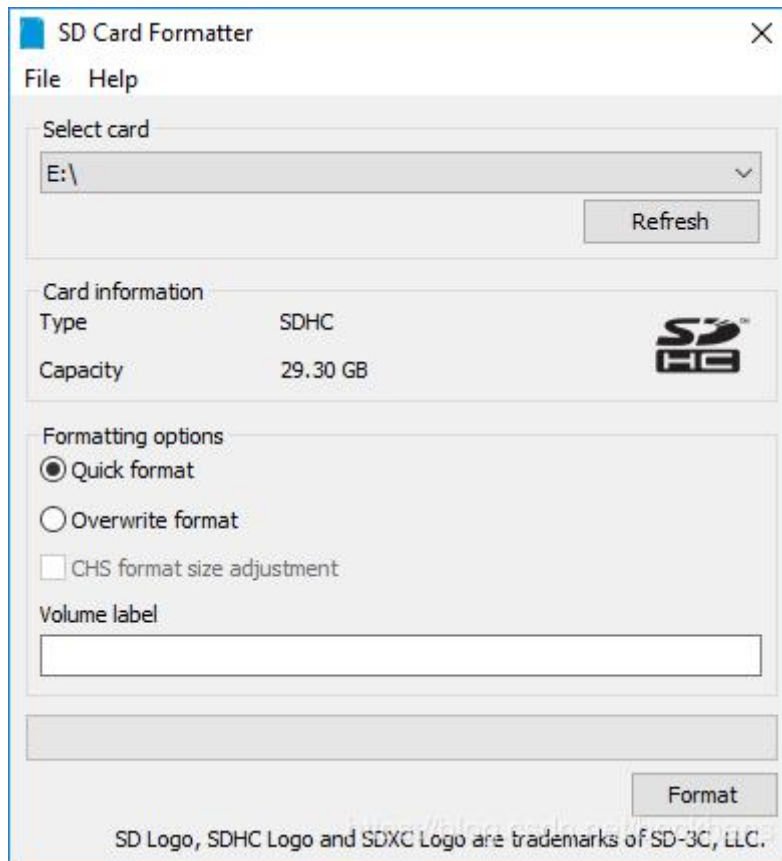 SD Card Formatter
File Help
Select card
E:\
Refresh
Card information
Type SDHC
Capacity 29.30 GB
SD HC
Formatting options
Quick format
Overwrite format
CHS format size adjustment
Volume label
Format
SD Logo, SDHC Logo and SDXC Logo are trademarks of SD-3C, LLC.